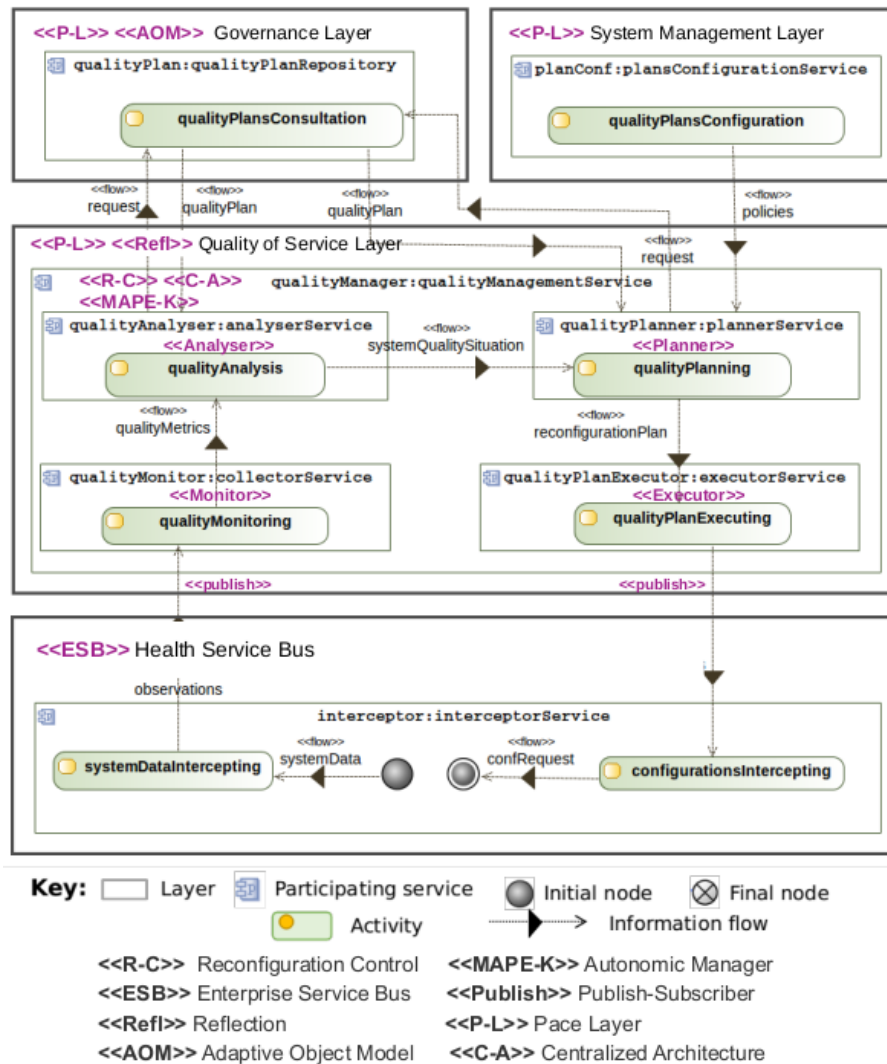 <<P-L>> <<AOM>> Governance Layer
<<P-L>> System Management Layer
qualityPlan:qualityPlanRepository
planConf:plansConfigurationService
qualityPlansConsultation
qualityPlansConfiguration
<<flow>>
request
<<flow>>
qualityPlan
<<flow>>
qualityPlan
<<flow>>
request
<<flow>>
policies
<<P-L>> <<Refl>> Quality of Service Layer
<<R-C>> <<C-A>>
<<MAPE-K>>
qualityManager:qualityManagementService
qualityAnalyser:analyserService
<<Analyser>>
qualityAnalysis
<<flow>>
systemQualitySituation
qualityPlanner:plannerService
<<Planner>>
qualityPlanning
<<flow>>
qualityMetrics
<<flow>>
reconfigurationPlan
qualityMonitor:collectorService
<<Monitor>>
qualityMonitoring
qualityPlanExecutor:executorService
<<Executor>>
qualityPlanExecuting
<<publish>>
<<publish>>
<<ESB>> Health Service Bus
observations
interceptor:interceptorService
systemDataIntercepting
<<flow>>
systemData
<<flow>>
confRequest
configurationsIntercepting
Key:
Layer
Participating service
Initial node
Final node
Activity
Information flow
<<R-C>> Reconfiguration Control
<<MAPE-K>> Autonomic Manager
<<ESB>> Enterprise Service Bus
<<Publish>> Publish-Subscriber
<<Refl>> Reflection
<<P-L>> Pace Layer
<<AOM>> Adaptive Object Model
<<C-A>> Centralized Architecture